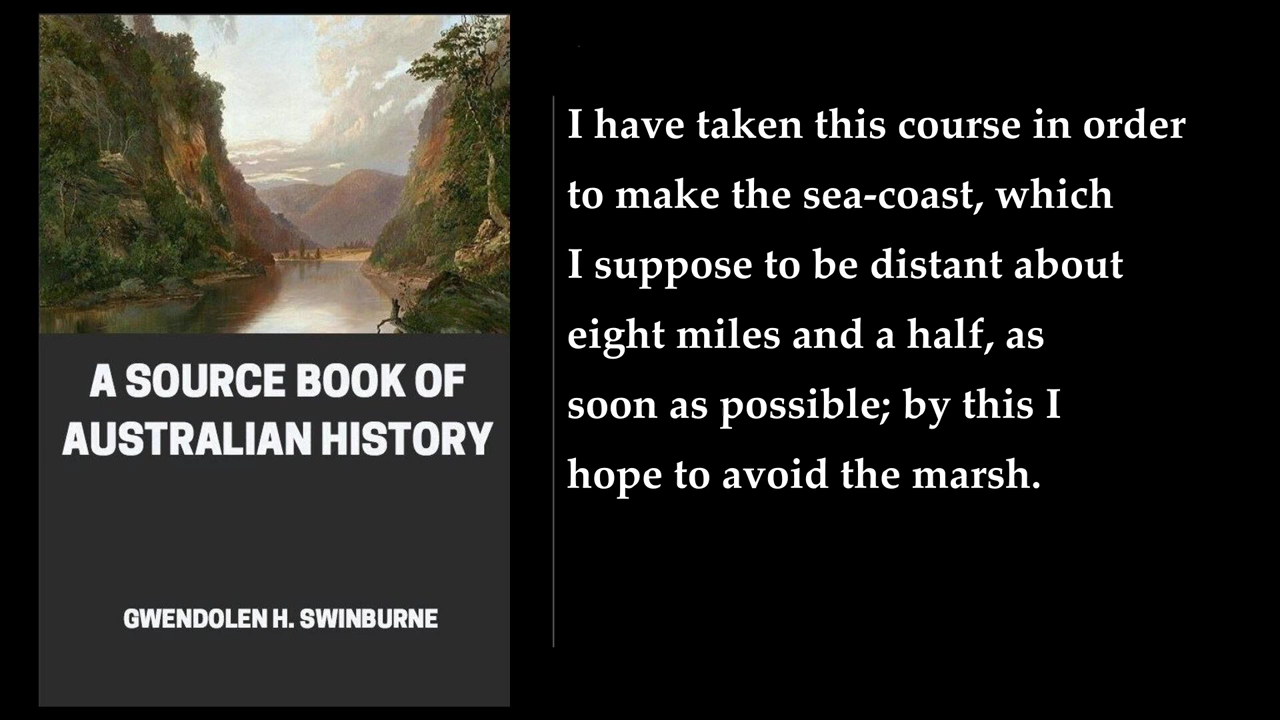 A SOURCE BOOK OF
AUSTRALIAN HISTORY
GWENDOLEN H. SWINBURNE
I have taken this course in order
to make the sea-coast, which
I suppose to be distant about
eight miles and a half, as
soon as possible; by this I
hope to avoid the marsh.